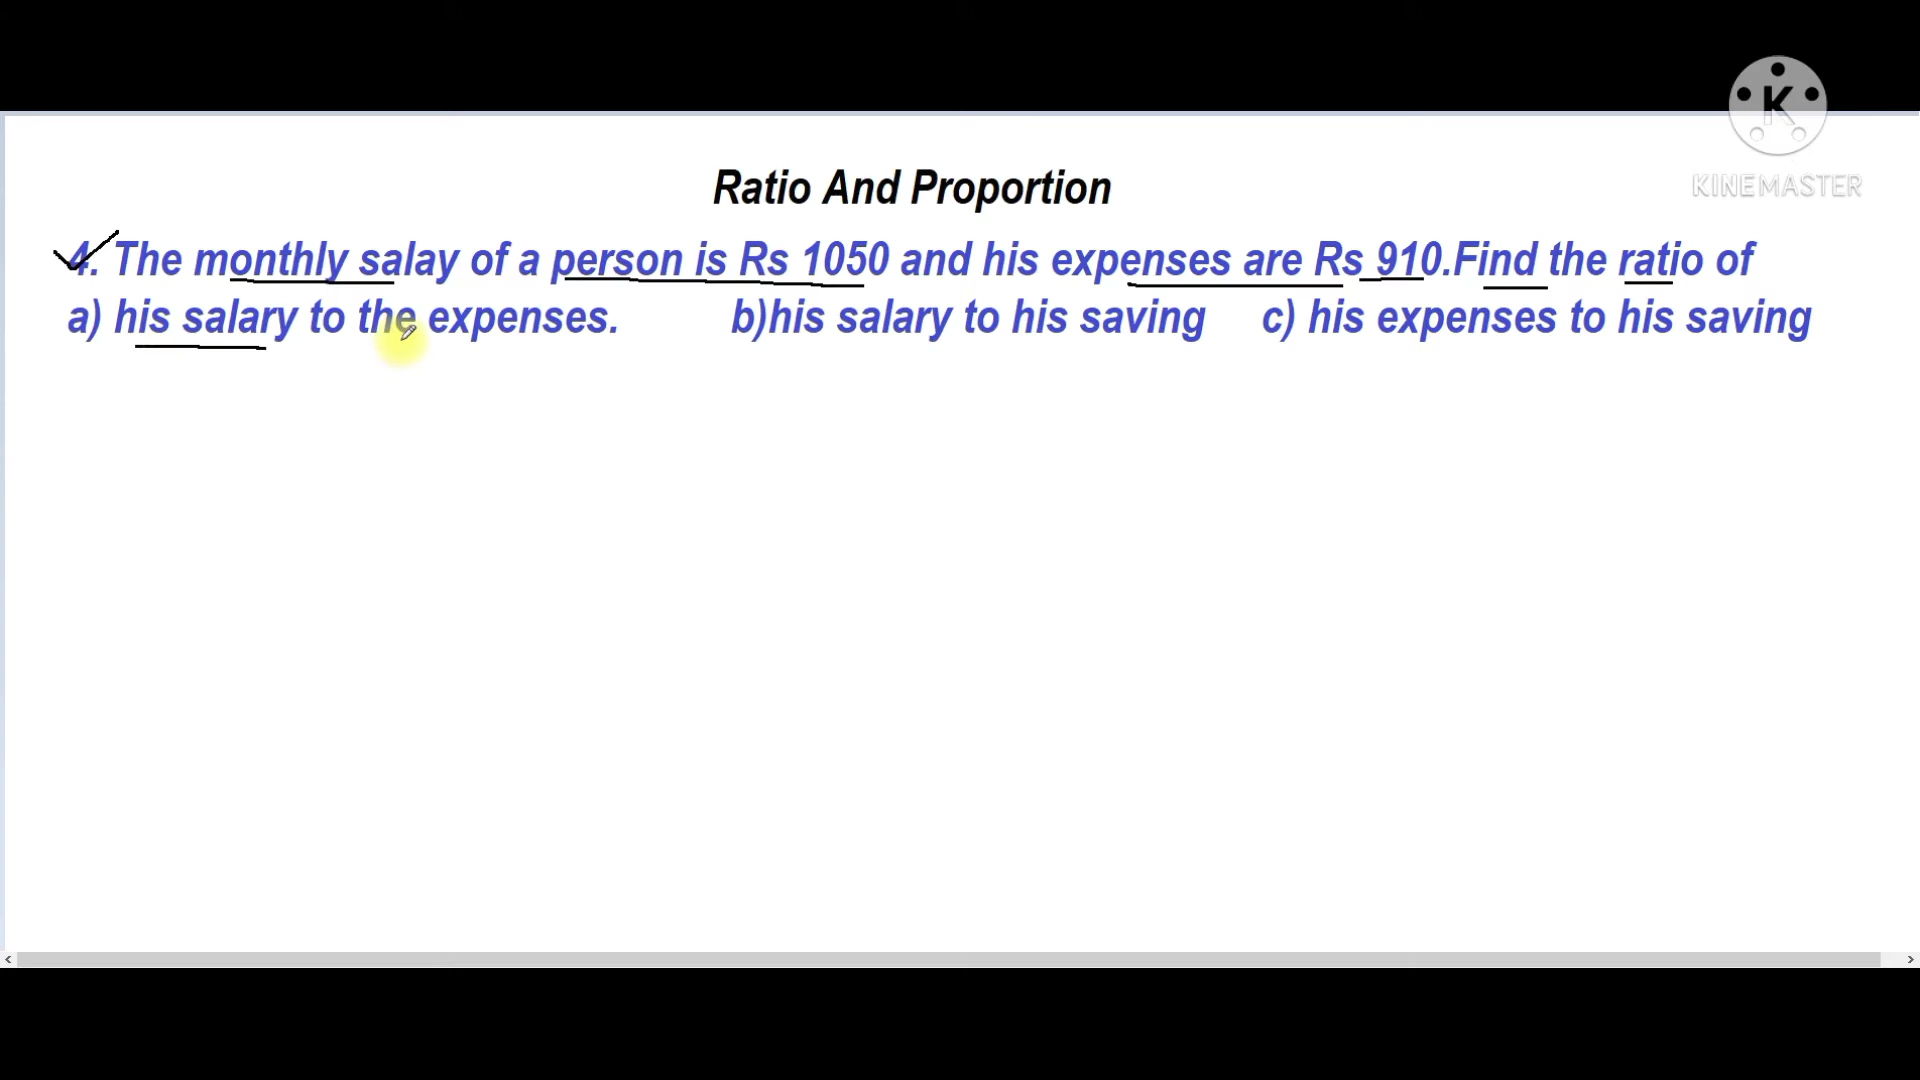 K
KINEMASTER
Ratio And Proportion
4. The monthly salay of a person is Rs 1050 and his expenses are Rs 910.Find the ratio of
a) his salary to the expenses. b)his salary to his saving c) his expenses to his saving